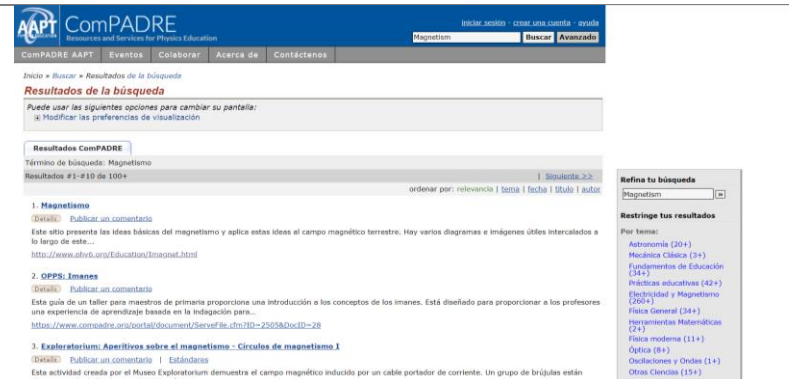 AAPT ComPADRE
Resources and Services for Physics Education
iniciar sesión - crear una cuenta - ayuda
Magnetism Buscar Avanzado
ComPADRE AAPT Eventos Colaborar Acerca de Contáctenos
Inicio » Buscar » Resultados de la búsqueda
Resultados de la búsqueda
Puede usar las siguientes opciones para cambiar su pantalla:
Modificar las preferencias de visualización
Resultados ComPADRE
Término de búsqueda: Magnetismo
Resultados #1-#10 de 100+ | Siguiente >>
ordenar por: relevancia | tema | fecha | título | autor
1. Magnetismo
Details Publicar un comentario
Este sitio presenta las ideas básicas del magnetismo y aplica estas ideas al campo magnético terrestre. Hay varios diagramas e imágenes útiles intercalados a
lo largo de este...
http://www.phy6.org/Education/Imagnet.html
2. OPPS: Imanes
Details Publicar un comentario
Esta guía de un taller para maestros de primaria proporciona una introducción a los conceptos de los imanes. Está diseñado para proporcionar a los profesores
una experiencia de aprendizaje basada en la indagación para...
https://www.compadre.org/portal/document/ServeFile.cfm?ID=2505&DocID=28
3. Exploratorium: Aperitivos sobre el magnetismo - Círculos de magnetismo I
Details Publicar un comentario | Estándares
Esta actividad creada por el Museo Exploratorium demuestra el campo magnético inducido por un cable portador de corriente. Un grupo de brújulas están
Refina tu búsqueda
Magnetism
Restringe tus resultados
Por tema:
Astronomía (20+)
Mecánica Clásica (3+)
Fundamentos de Educación
(34+)
Prácticas educativas (42+)
Electricidad y Magnetismo
(260+)
Física General (34+)
Herramientas Matemáticas
(2+)
Física moderna (11+)
Óptica (8+)
Oscilaciones y Ondas (1+)
Otras Ciencias (15+)